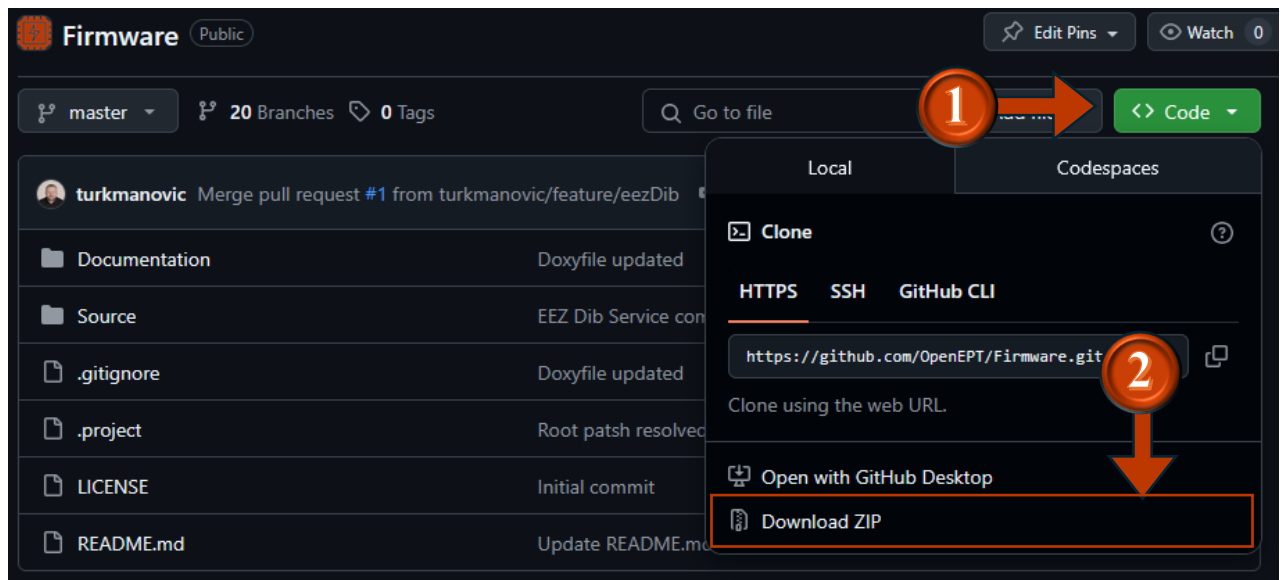 Firmware Public Edit Pins Watch 0
master 20 Branches 0 Tags Go to file 1 Code
Local Codespaces
turkmanovic Merge pull request #1 from turkmanovic/feature/eezDib
Clone
Documentation Doxyfile updated
HTTPS SSH GitHub CLI
Source EEZ Dib Service com
https://github.com/OpenEPT/Firmware.git 2
.gitignore Doxyfile updated
Clone using the web URL.
.project Root patsh resolved
Open with GitHub Desktop
LICENSE Initial commit
Download ZIP
README.md Update README.md